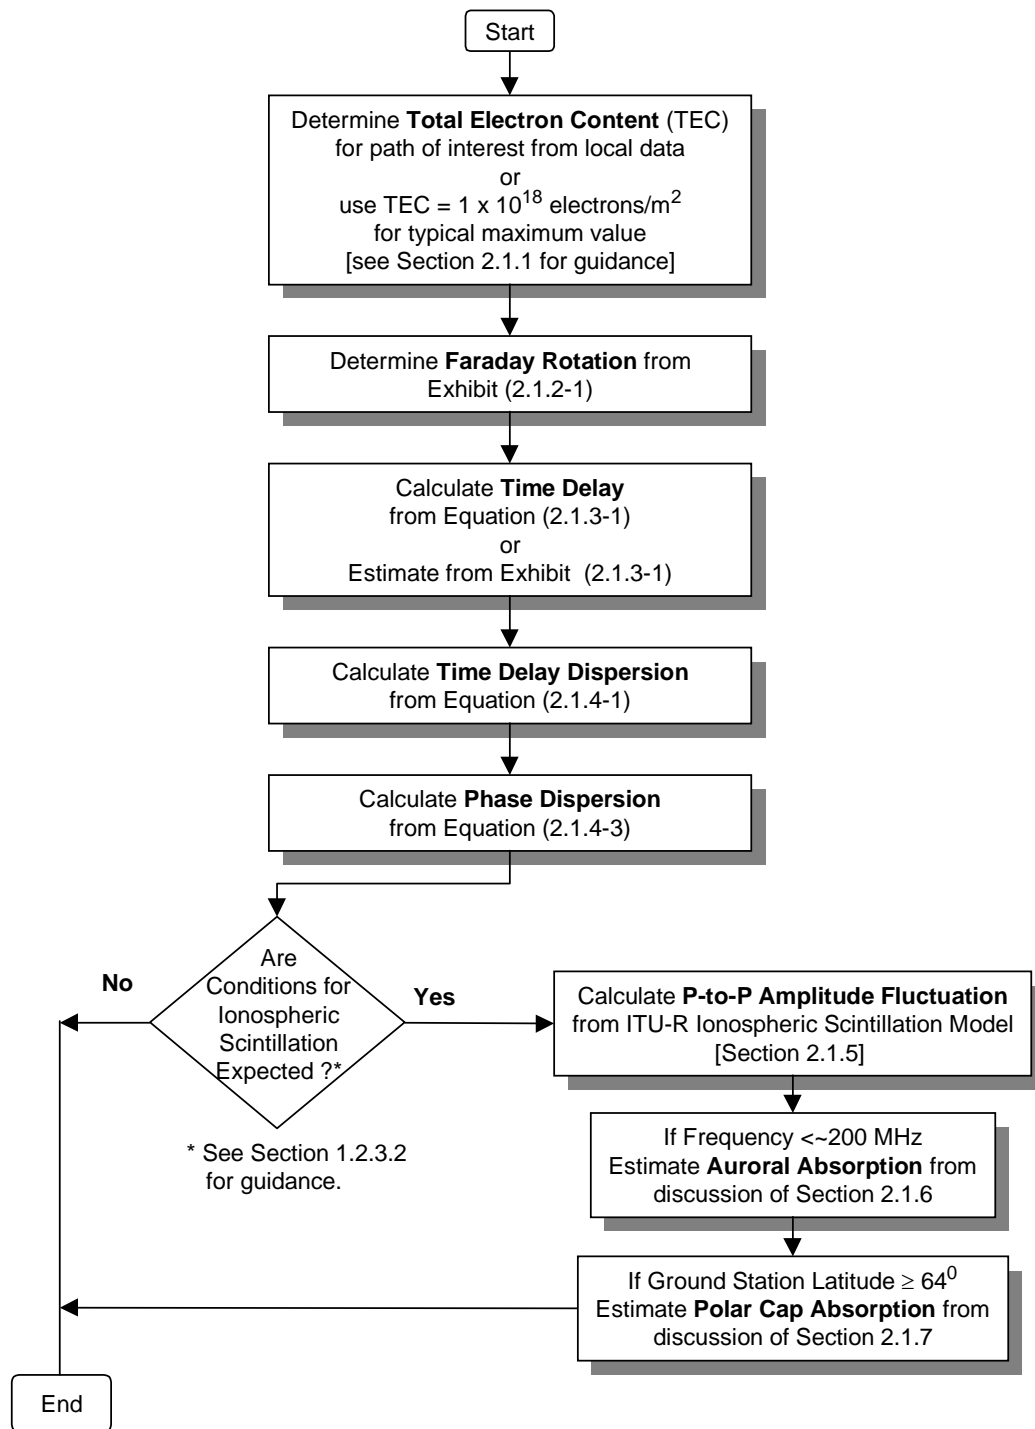 Start
Determine Total Electron Content (TEC)
for path of interest from local data
or
use TEC = 1 x 10^18 electrons/m^2
for typical maximum value
[see Section 2.1.1 for guidance]
Determine Faraday Rotation from
Exhibit (2.1.2-1)
Calculate Time Delay
from Equation (2.1.3-1)
or
Estimate from Exhibit (2.1.3-1)
Calculate Time Delay Dispersion
from Equation (2.1.4-1)
Calculate Phase Dispersion
from Equation (2.1.4-3)
Are
Conditions for
Ionospheric
Scintillation
Expected ?*
No
Yes
* See Section 1.2.3.2
for guidance.
Calculate P-to-P Amplitude Fluctuation
from ITU-R Ionospheric Scintillation Model
[Section 2.1.5]
If Frequency <~200 MHz
Estimate Auroral Absorption from
discussion of Section 2.1.6
If Ground Station Latitude ≥ 64^0
Estimate Polar Cap Absorption from
discussion of Section 2.1.7
End